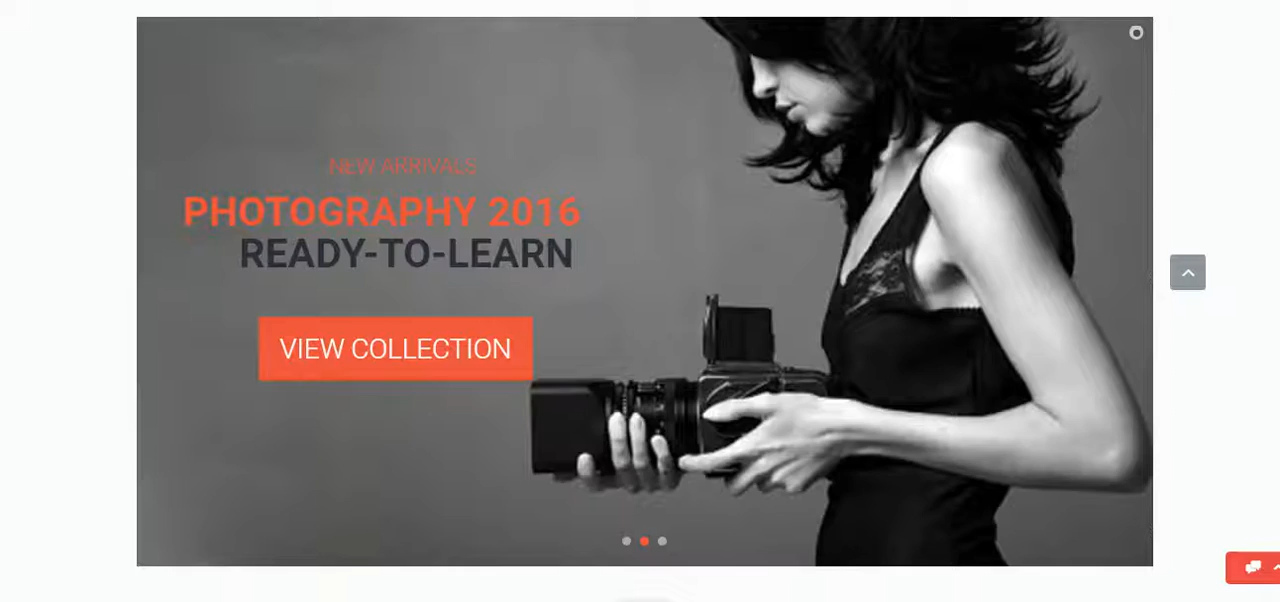 NEW ARRIVALS
PHOTOGRAPHY 2016
READY-TO-LEARN
VIEW COLLECTION